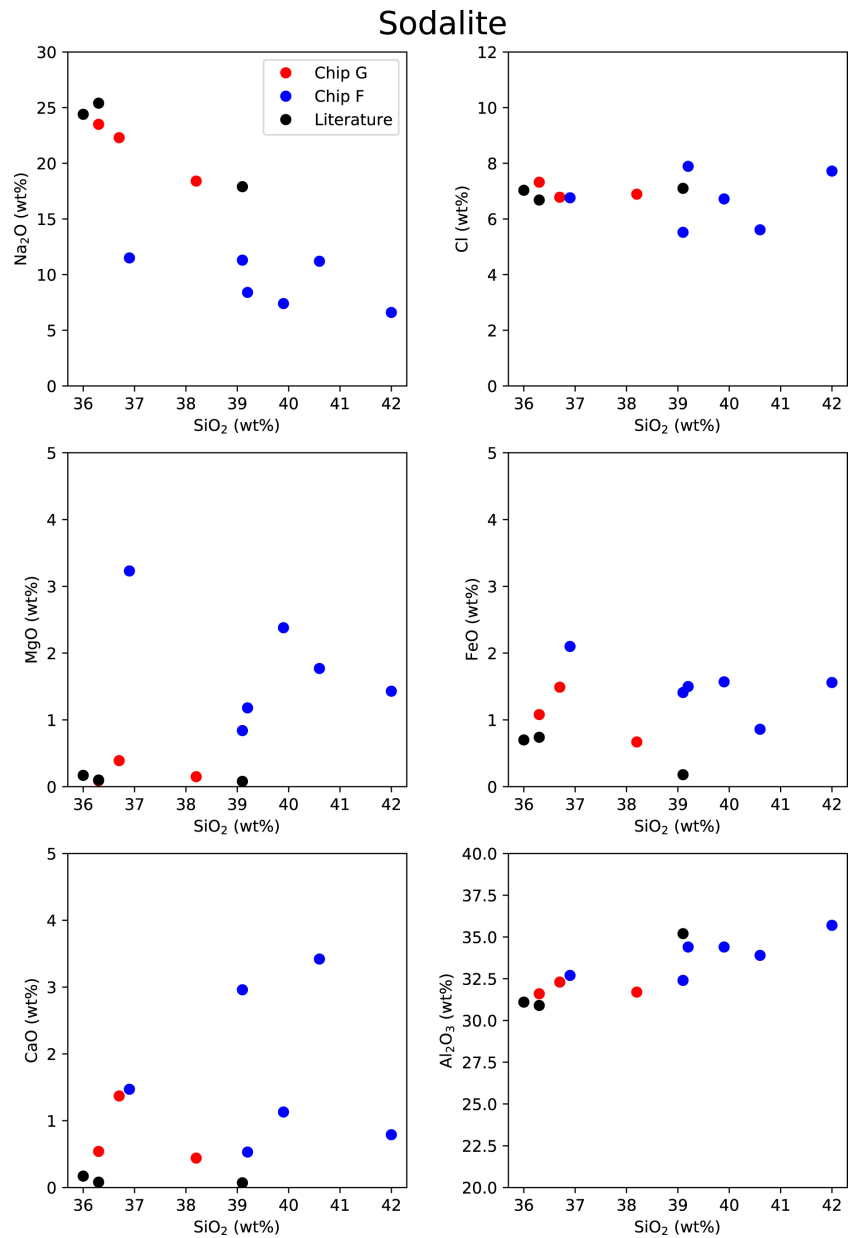 Sodalite
30
25
20
15
10
5
0
Na₂O (wt%)
36 37 38 39 40 41 42
SiO₂ (wt%)
Chip G
Chip F
Literature
12
10
8
6
4
2
0
Cl (wt%)
36 37 38 39 40 41 42
SiO₂ (wt%)
5
4
3
2
1
0
MgO (wt%)
36 37 38 39 40 41 42
SiO₂ (wt%)
5
4
3
2
1
0
FeO (wt%)
36 37 38 39 40 41 42
SiO₂ (wt%)
5
4
3
2
1
0
CaO (wt%)
36 37 38 39 40 41 42
SiO₂ (wt%)
40.0
37.5
35.0
32.5
30.0
27.5
25.0
22.5
20.0
Al₂O₃ (wt%)
36 37 38 39 40 41 42
SiO₂ (wt%)